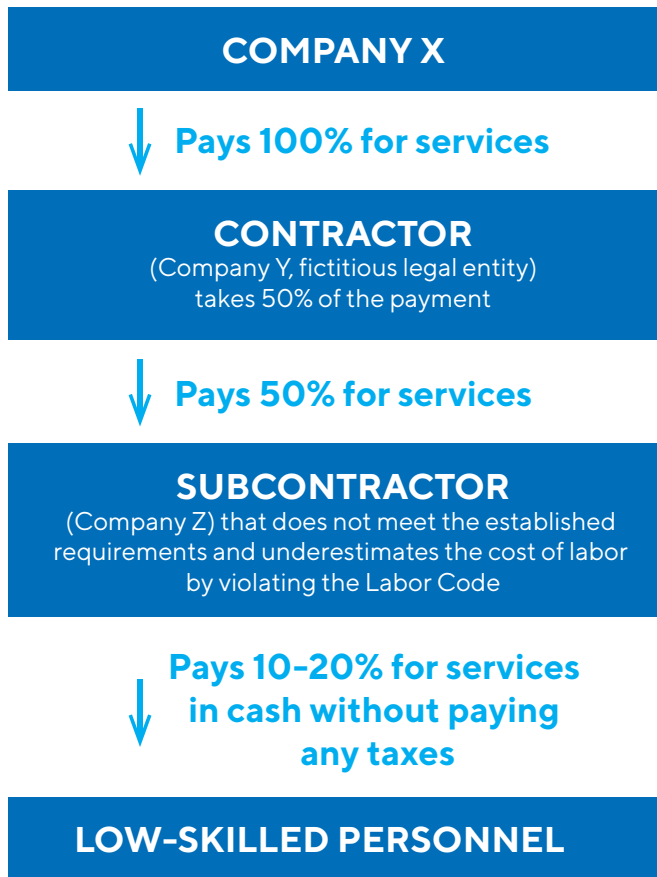 COMPANY X
Pays 100% for services
CONTRACTOR
(Company Y, fictitious legal entity)
takes 50% of the payment
Pays 50% for services
SUBCONTRACTOR
(Company Z) that does not meet the established
requirements and underestimates the cost of labor
by violating the Labor Code
Pays 10-20% for services
in cash without paying
any taxes
LOW-SKILLED PERSONNEL